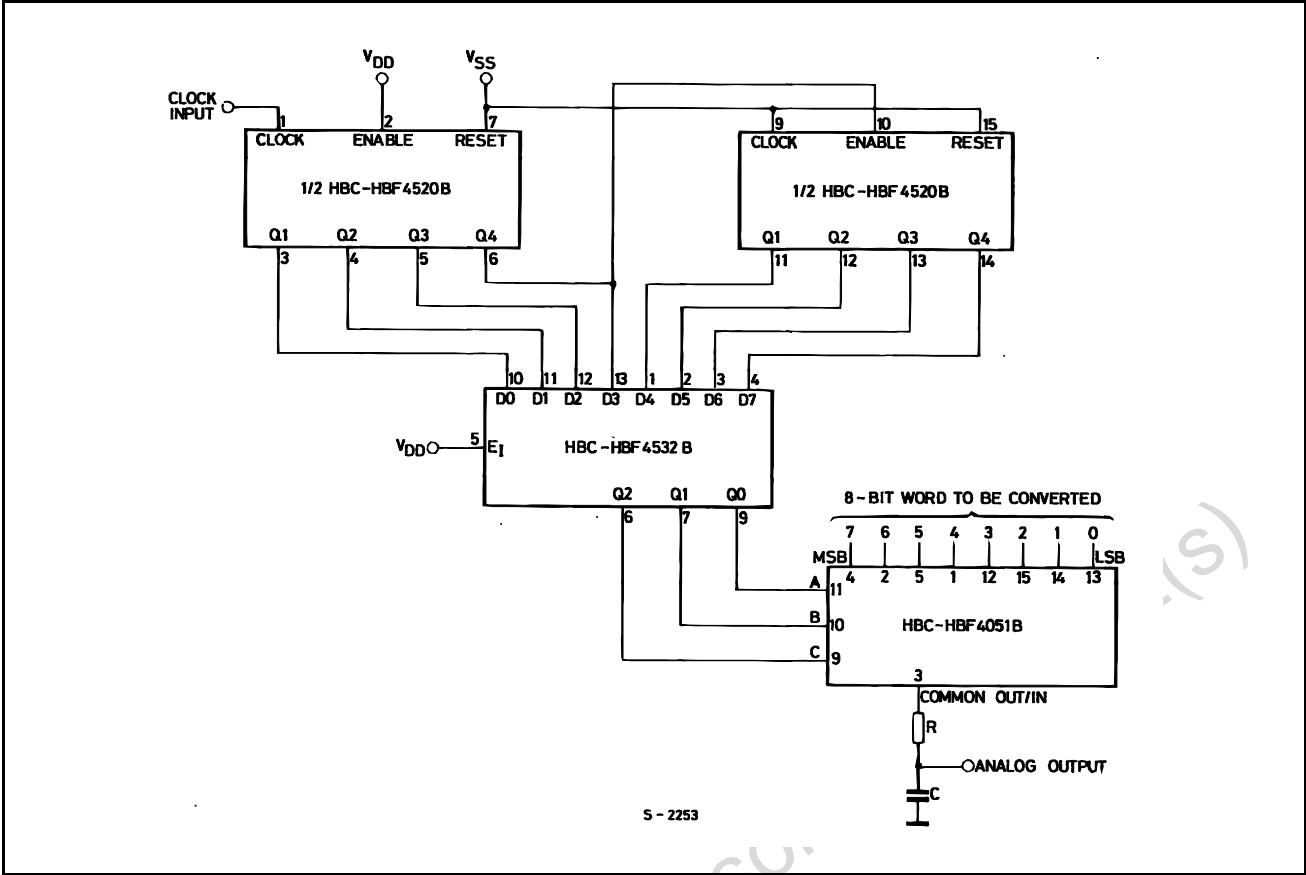 VDD
VSS
CLOCK
INPUT
1 2 7
CLOCK ENABLE RESET
1/2 HBC-HBF4520B
Q1 Q2 Q3 Q4
3 4 5 6
9 10 15
CLOCK ENABLE RESET
1/2 HBC-HBF4520B
Q1 Q2 Q3 Q4
11 12 13 14
10 11 12 13 1 2 3 4
D0 D1 D2 D3 D4 D5 D6 D7
VDD 5 EI
HBC-HBF4532B
Q2 Q1 Q0
6 7 9
8-BIT WORD TO BE CONVERTED
7 6 5 4 3 2 1 0
MSB LSB
4 2 5 1 12 15 14 13
A 11
B 10
C 9
HBC-HBF4051B
3
COMMON OUT/IN
R
ANALOG OUTPUT
C
S-2253